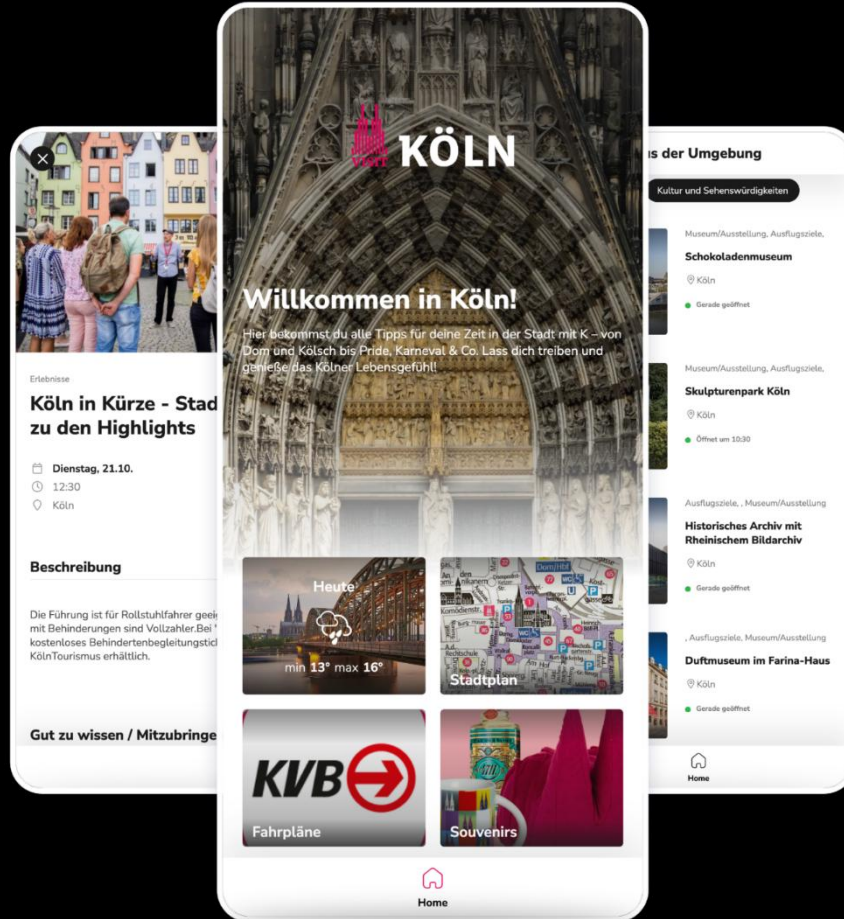 VISIT
KÖLN
Willkommen in Köln!
Hier bekommst du alle Tipps für deine Zeit in der Stadt mit K – von
Dom und Kölsch bis Pride, Karneval & Co. Lass dich treiben und
genieße das Kölner Lebensgefühl!
Heute
min 13° max 16°
Dom/Hbf
WC
Stadtplan
KVB
Fahrpläne
4711
Souvenirs
Home
Erlebnisse
Köln in Kürze - Stad
zu den Highlights
Dienstag, 21.10.
12:30
Köln
Beschreibung
Die Führung ist für Rollstuhlfahrer geeig
mit Behinderungen sind Vollzahler.Bei
kostenloses Behindertenbegleitungstic
KölnTourismus erhältlich.
Gut zu wissen / Mitzubringe
s der Umgebung
Kultur und Sehenswürdigkeiten
Museum/Ausstellung, Ausflugsziele,
Schokoladenmuseum
Köln
Gerade geöffnet
Museum/Ausstellung, Ausflugsziele,
Skulpturenpark Köln
Köln
Öffnet um 10:30
Ausflugsziele, , Museum/Ausstellung
Historisches Archiv mit
Rheinischem Bildarchiv
Köln
Gerade geöffnet
, Ausflugsziele, Museum/Ausstellung
Duftmuseum im Farina-Haus
Köln
Gerade geöffnet
Home